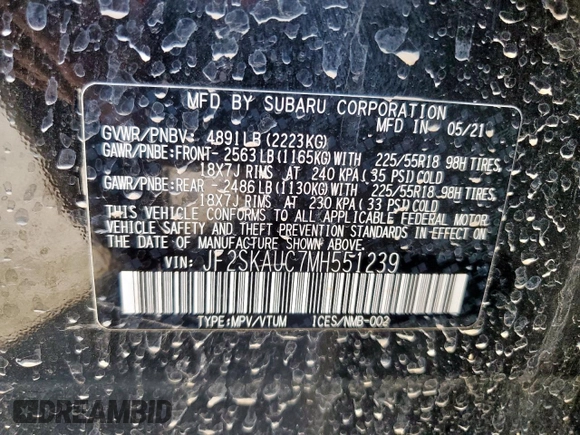 MFD BY SUBARU CORPORATION
MFD IN 05/21
GVWR/PNBV: 4891LB(2223KG)
GAWR/PNBE:FRONT-2563LB(1165KG)WITH 225/55R18 98H TIRES,
18X7J RIMS AT 240 KPA(35 PSI)COLD
GAWR/PNBE:REAR -2486LB(1130KG)WITH 225/55R18 98H TIRES,
18X7J RIMS AT 230 KPA(33 PSI)COLD
THIS VEHICLE CONFORMS TO ALL APPLICABLE FEDERAL MOTOR
VEHICLE SAFETY AND THEFT PREVENTION STANDARDS IN EFFECT ON
THE DATE OF MANUFACTURE SHOWN ABOVE.
VIN: JF2SKAUC7MH551239
TYPE:MPV/VTUM ICES/NMB-002
DREAMBID